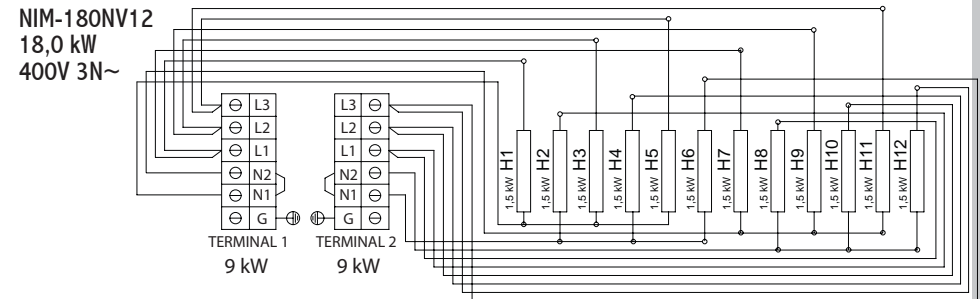 NIM-180NV12
18,0 kW
400V 3N~
L3
L2
L1
N2
N1
G
TERMINAL 1
9 kW
L3
L2
L1
N2
N1
G
TERMINAL 2
9 kW
1,5 kW H1
1,5 kW H2
1,5 kW H3
1,5 kW H4
1,5 kW H5
1,5 kW H6
1,5 kW H7
1,5 kW H8
1,5 kW H9
1,5 kW H10
1,5 kW H11
1,5 kW H12